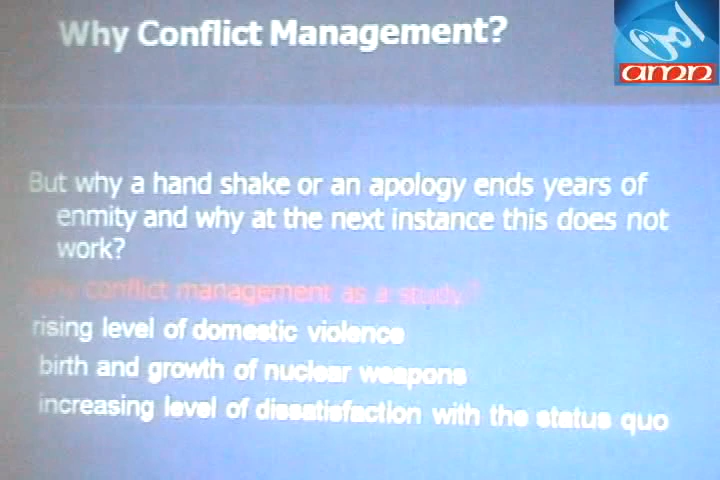 Why Conflict Management?
amn
But why a hand shake or an apology ends years of
enmity and why at the next instance this does not
work?
Why conflict management as a study?
rising level of domestic violence
birth and growth of nuclear weapons
increasing level of dissatisfaction with the status quo